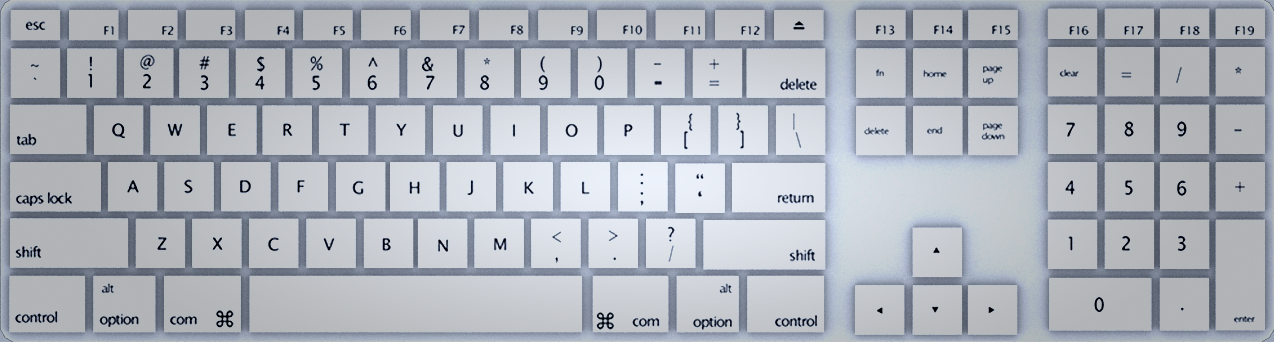 esc F1 F2 F3 F4 F5 F6 F7 F8 F9 F10 F11 F12 ⏏ F13 F14 F15 F16 F17 F18 F19
~ ! @ # $ % ^ & * ( ) - +
` 1 2 3 4 5 6 7 8 9 0 - = delete fn home page up clear = / *
tab Q W E R T Y U I O P { } |
[ ] \ delete end page down 7 8 9 -
caps lock A S D F G H J K L : “
; ‘ return 4 5 6 +
shift Z X C V B N M < > ?
, . / shift ▲ 1 2 3
control alt option com ⌘ ⌘ com alt option control ◄ ▼ ► 0 . enter